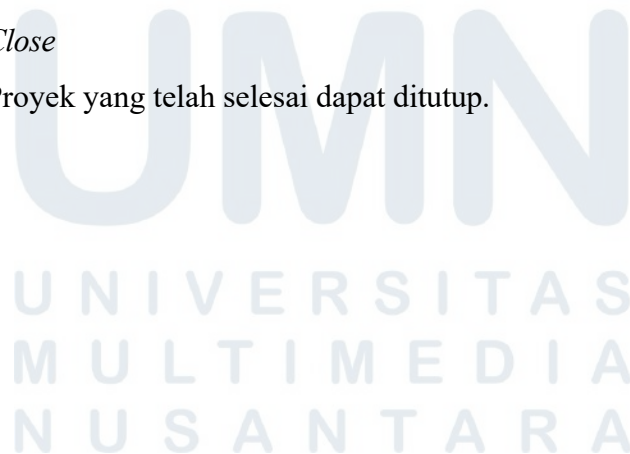 Close
Proyek yang telah selesai dapat ditutup.
UMN
UNIVERSITAS
MULTIMEDIA
NUSANTARA